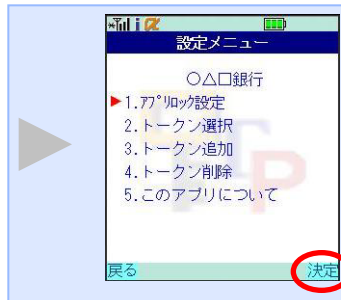 設定メニュー
○△□銀行
1.ｱﾌﾟﾘﾛｯｸ設定
2.トークン選択
3.トークン追加
4.トークン削除
5.このアプリについて
戻る 決定